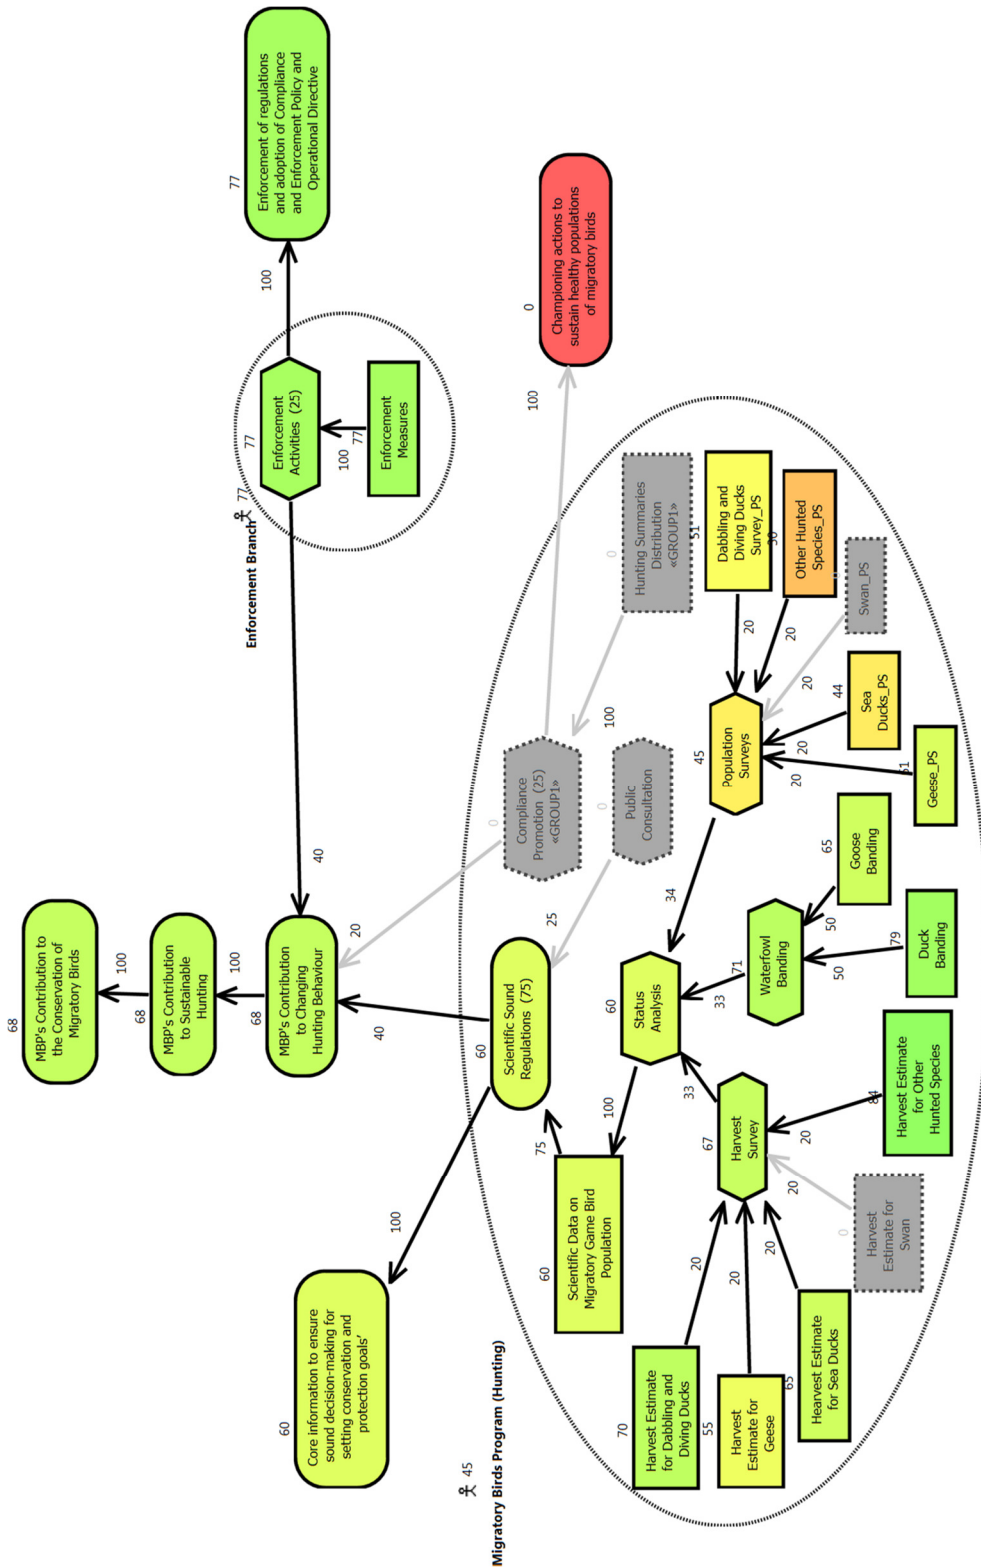 MBP's Contribution to
the Conservation of
Migratory Birds
68
100
MBP's Contribution
to Sustainable
Hunting
68
100
MBP's Contribution
to Changing
Hunting Behaviour
68
40
20
40
Enforcement Branch
77
Enforcement
Activities (25)
77
100
Enforcement
Measures
77
100
Enforcement of regulations
and adoption of Compliance
and Enforcement Policy and
Operational Directive
77
Core information to ensure
sound decision-making for
setting conservation and
protection goals'
60
100
Migratory Birds Program (Hunting)
45
Scientific Sound
Regulations (75)
60
75
25
Compliance
Promotion (25)
«GROUP1»
0
100
Championing actions to
sustain healthy populations
of migratory birds
0
Public
Consultation
0
100
Hunting Summaries
Distribution
«GROUP1»
0
Scientific Data on
Migratory Game Bird
Population
60
100
Status
Analysis
60
33
33
34
Harvest
Survey
67
20
20
20
20
20
Waterfowl
Banding
71
50
50
Population
Surveys
45
20
20
20
20
20
Harvest Estimate
for Dabbling and
Diving Ducks
70
Harvest
Estimate for
Geese
55
Hearvest Estimate
for Sea Ducks
65
Harvest
Estimate for
Swan
0
Harvest Estimate
for Other
Hunted Species
84
Duck
Banding
79
Goose
Banding
65
Geese_PS
Sea
Ducks_PS
44
Swan_PS
Other Hunted
Species_PS
Dabbling and
Diving Ducks
Survey_PS
51